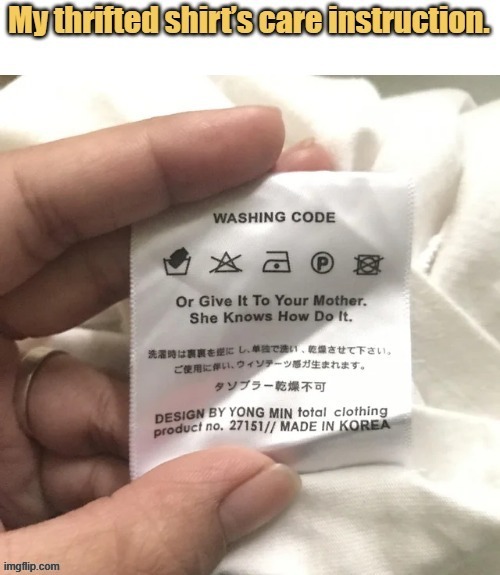 My thrifted shirt's care instruction.
WASHING CODE
P
Or Give It To Your Mother.
She Knows How Do It.
洗濯時は裏裏を逆に し、単独で洗い 、乾燥させて下さい。
ご使用に伴い、ウィンテーツ感ガ生まれます。
タソブラー乾燥不可
DESIGN BY YONG MIN total clothing
product no. 27151// MADE IN KOREA
imgflip.com